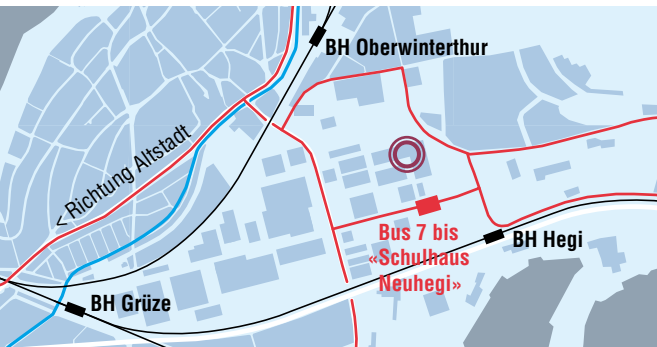 BH Oberwinterthur
< Richtung Altstadt
Bus 7 bis
«Schulhaus
Neuhegi»
BH Hegi
BH Grüze